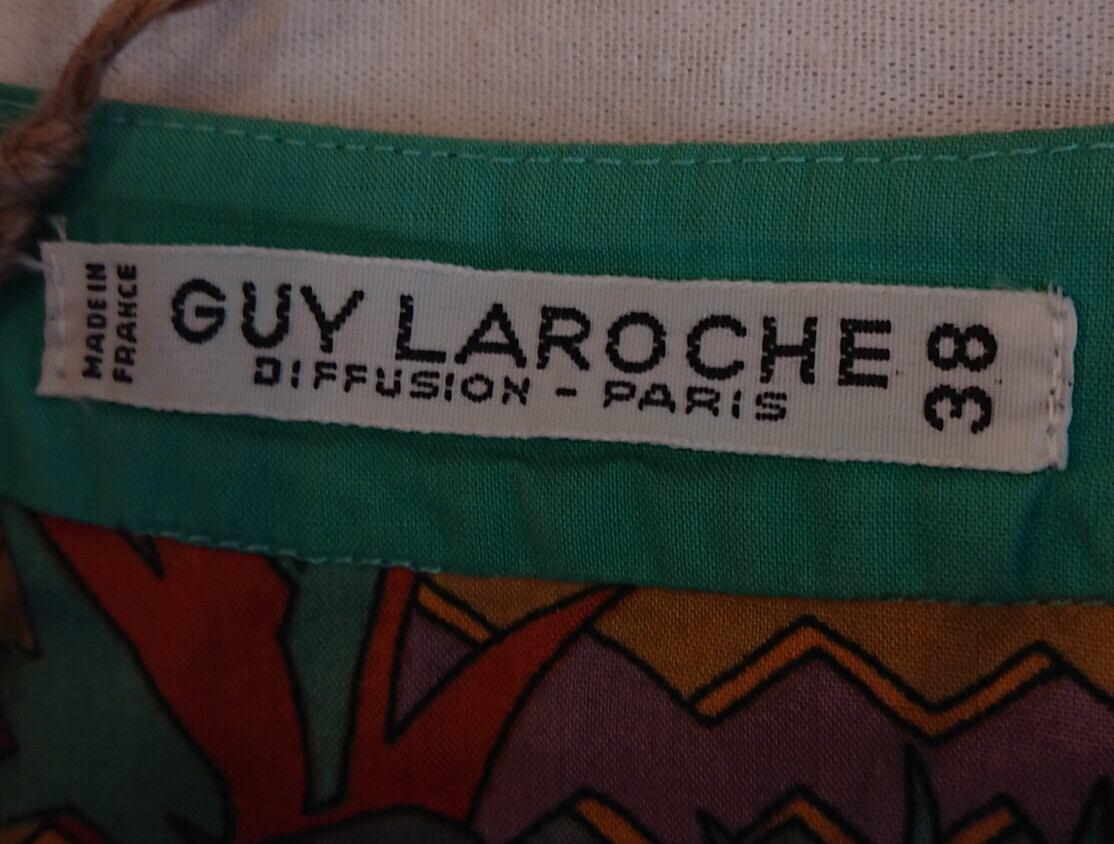 MADE IN
FRANCE
GUY LAROCHE
DIFFUSION - PARIS
38